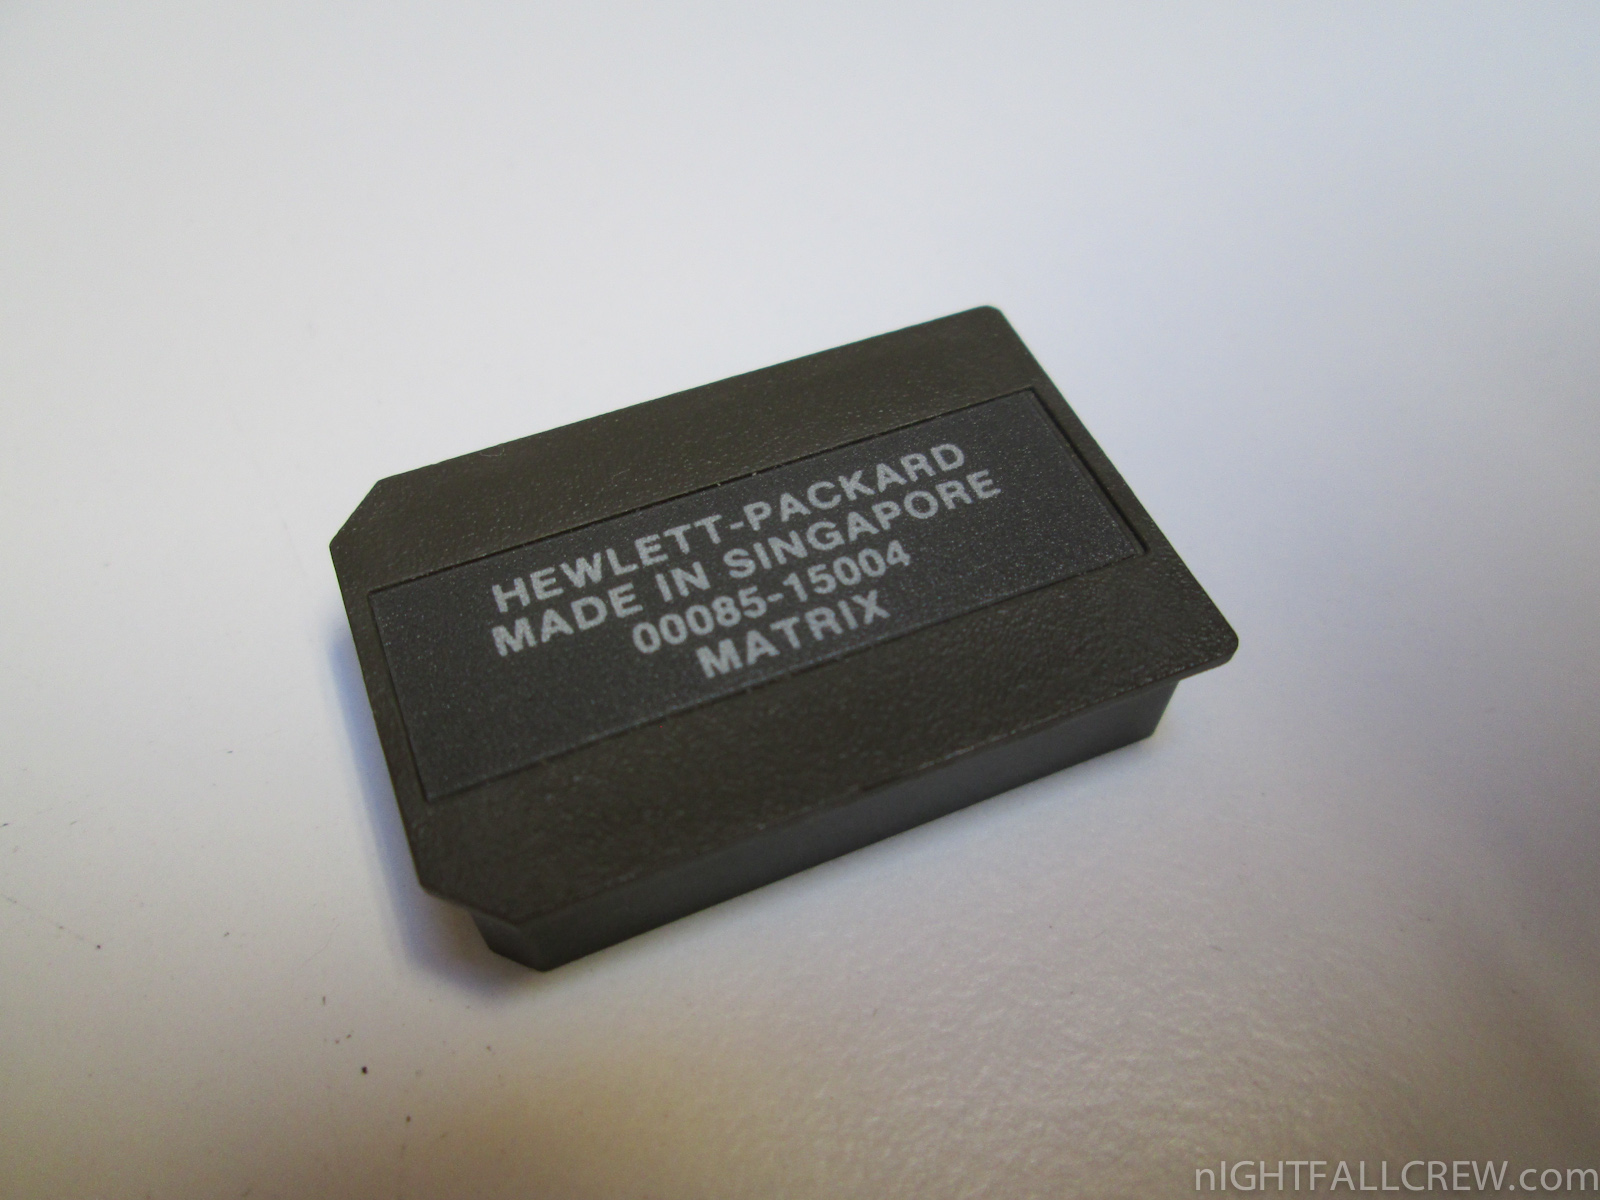 HEWLETT-PACKARD
MADE IN SINGAPORE
00085-15004
MATRIX
nIGHTFALLCREW.com